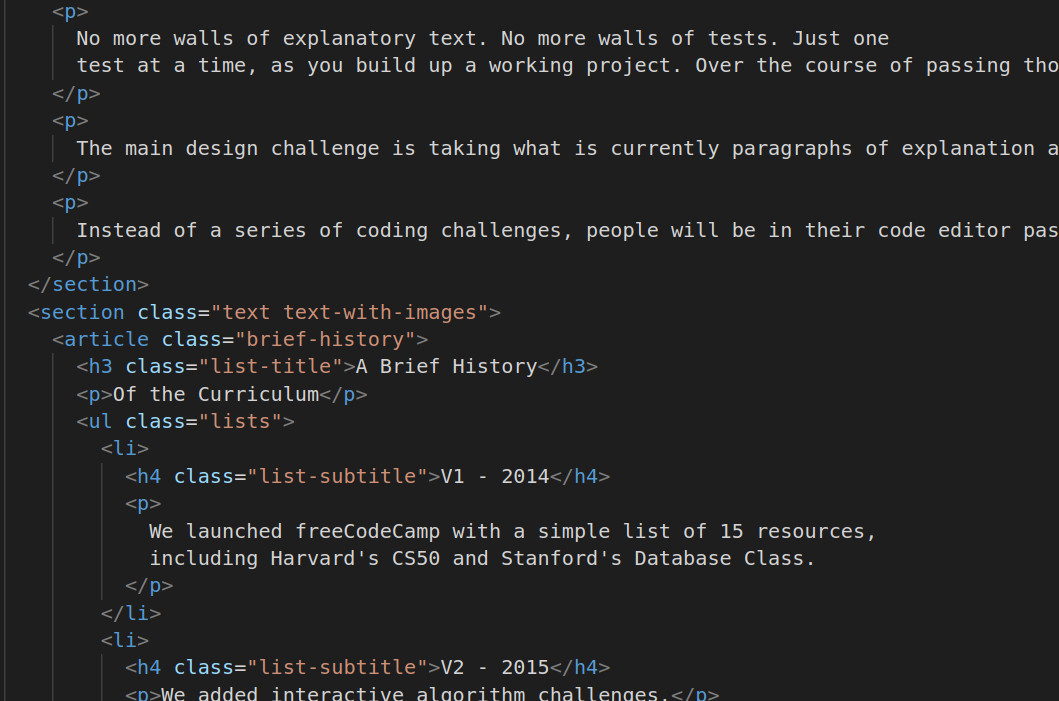 <p>
No more walls of explanatory text. No more walls of tests. Just one
test at a time, as you build up a working project. Over the course of passing tho
</p>
<p>
The main design challenge is taking what is currently paragraphs of explanation a
</p>
<p>
Instead of a series of coding challenges, people will be in their code editor pas
</p>
</section>
<section class="text text-with-images">
<article class="brief-history">
<h3 class="list-title">A Brief History</h3>
<p>Of the Curriculum</p>
<ul class="lists">
<li>
<h4 class="list-subtitle">V1 - 2014</h4>
<p>
We launched freeCodeCamp with a simple list of 15 resources,
including Harvard's CS50 and Stanford's Database Class.
</p>
</li>
<li>
<h4 class="list-subtitle">V2 - 2015</h4>
<p>We added interactive algorithm challenges.</p>